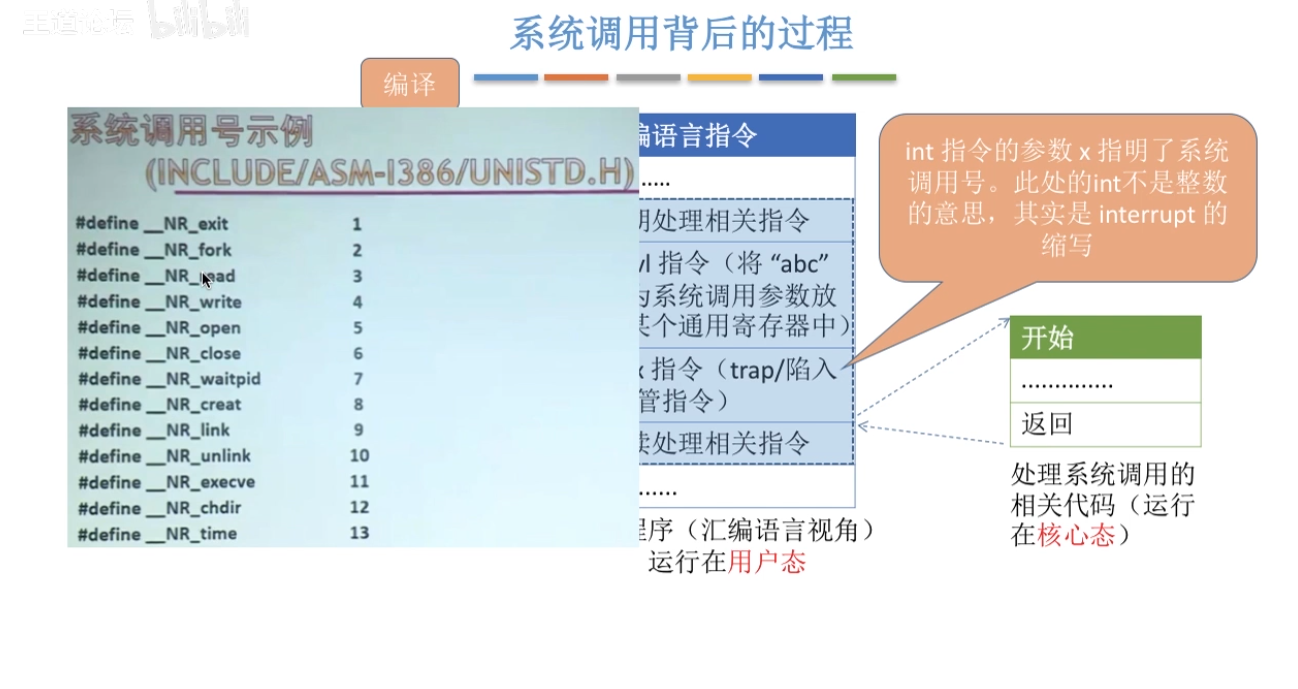 王道论坛 bilibili
系统调用背后的过程
编译
系统调用号示例
(INCLUDE/ASM-I386/UNISTD.H)
#define __NR_exit 1
#define __NR_fork 2
#define __NR_read 3
#define __NR_write 4
#define __NR_open 5
#define __NR_close 6
#define __NR_waitpid 7
#define __NR_creat 8
#define __NR_link 9
#define __NR_unlink 10
#define __NR_execve 11
#define __NR_chdir 12
#define __NR_time 13
编语言指令
.....
期处理相关指令
vl 指令（将 “abc”
为系统调用参数放
某个通用寄存器中）
x 指令（trap/陷入
管指令）
续处理相关指令
......
程序（汇编语言视角）
运行在用户态
int 指令的参数 x 指明了系统
调用号。此处的int不是整数
的意思，其实是 interrupt 的
缩写
开始
..............
返回
处理系统调用的
相关代码（运行
在核心态）